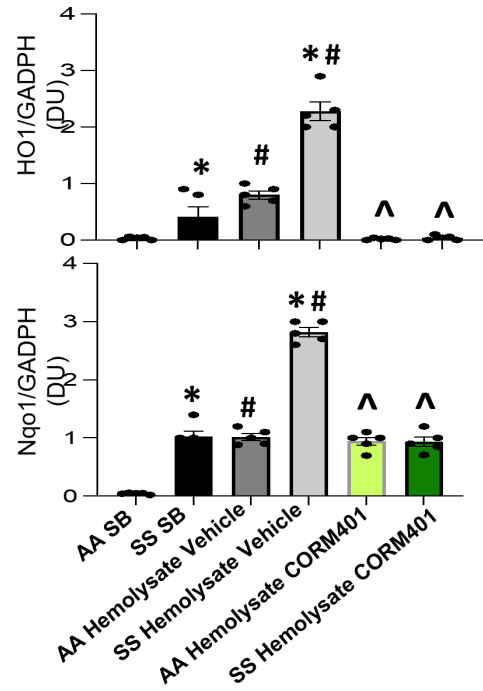 HO1/GADPH
(DU)
4
3
2
1
0
*
#
* #
^
^
Nqo1/GADPH
(DU)
4
3
2
1
0
*
#
* #
^
^
AA SB
SS SB
AA Hemolysate Vehicle
SS Hemolysate Vehicle
AA Hemolysate CORM401
SS Hemolysate CORM401